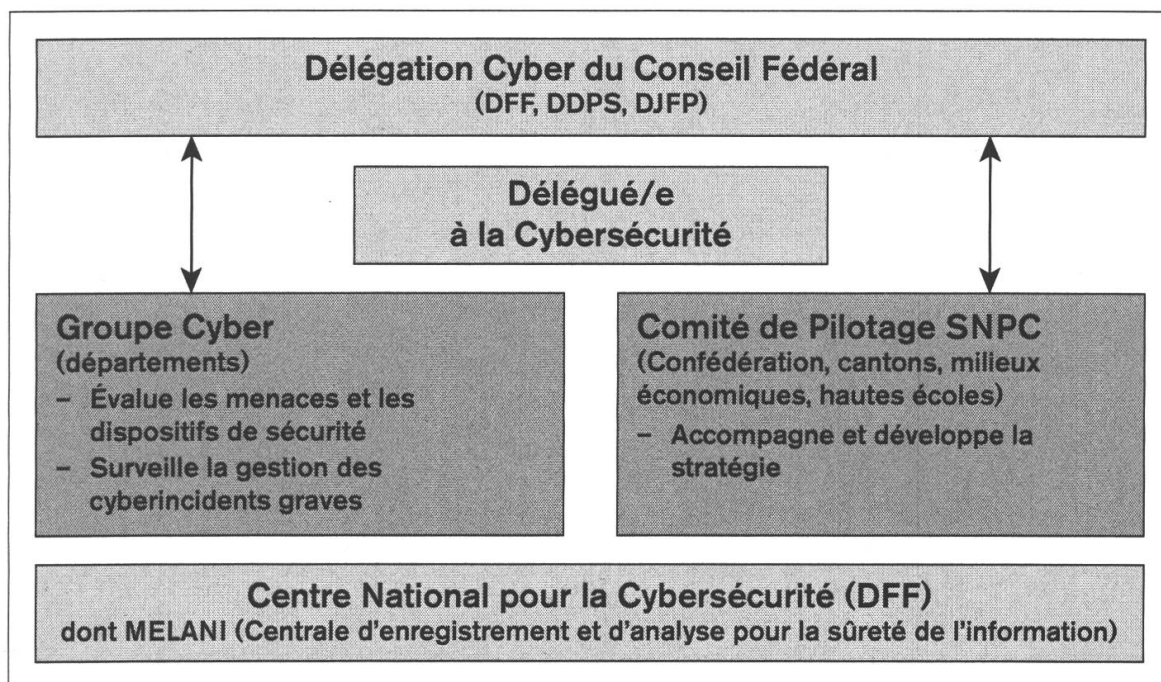 Délégation Cyber du Conseil Fédéral
(DFF, DDPS, DJFP)
Délégué/e
à la Cybersécurité
Groupe Cyber
(départements)
– Évalue les menaces et les
dispositifs de sécurité
– Surveille la gestion des
cyberincidents graves
Comité de Pilotage SNPC
(Confédération, cantons, milieux
économiques, hautes écoles)
– Accompagne et développe la
stratégie
Centre National pour la Cybersécurité (DFF)
dont MELANI (Centrale d'enregistrement et d'analyse pour la sûreté de l'information)